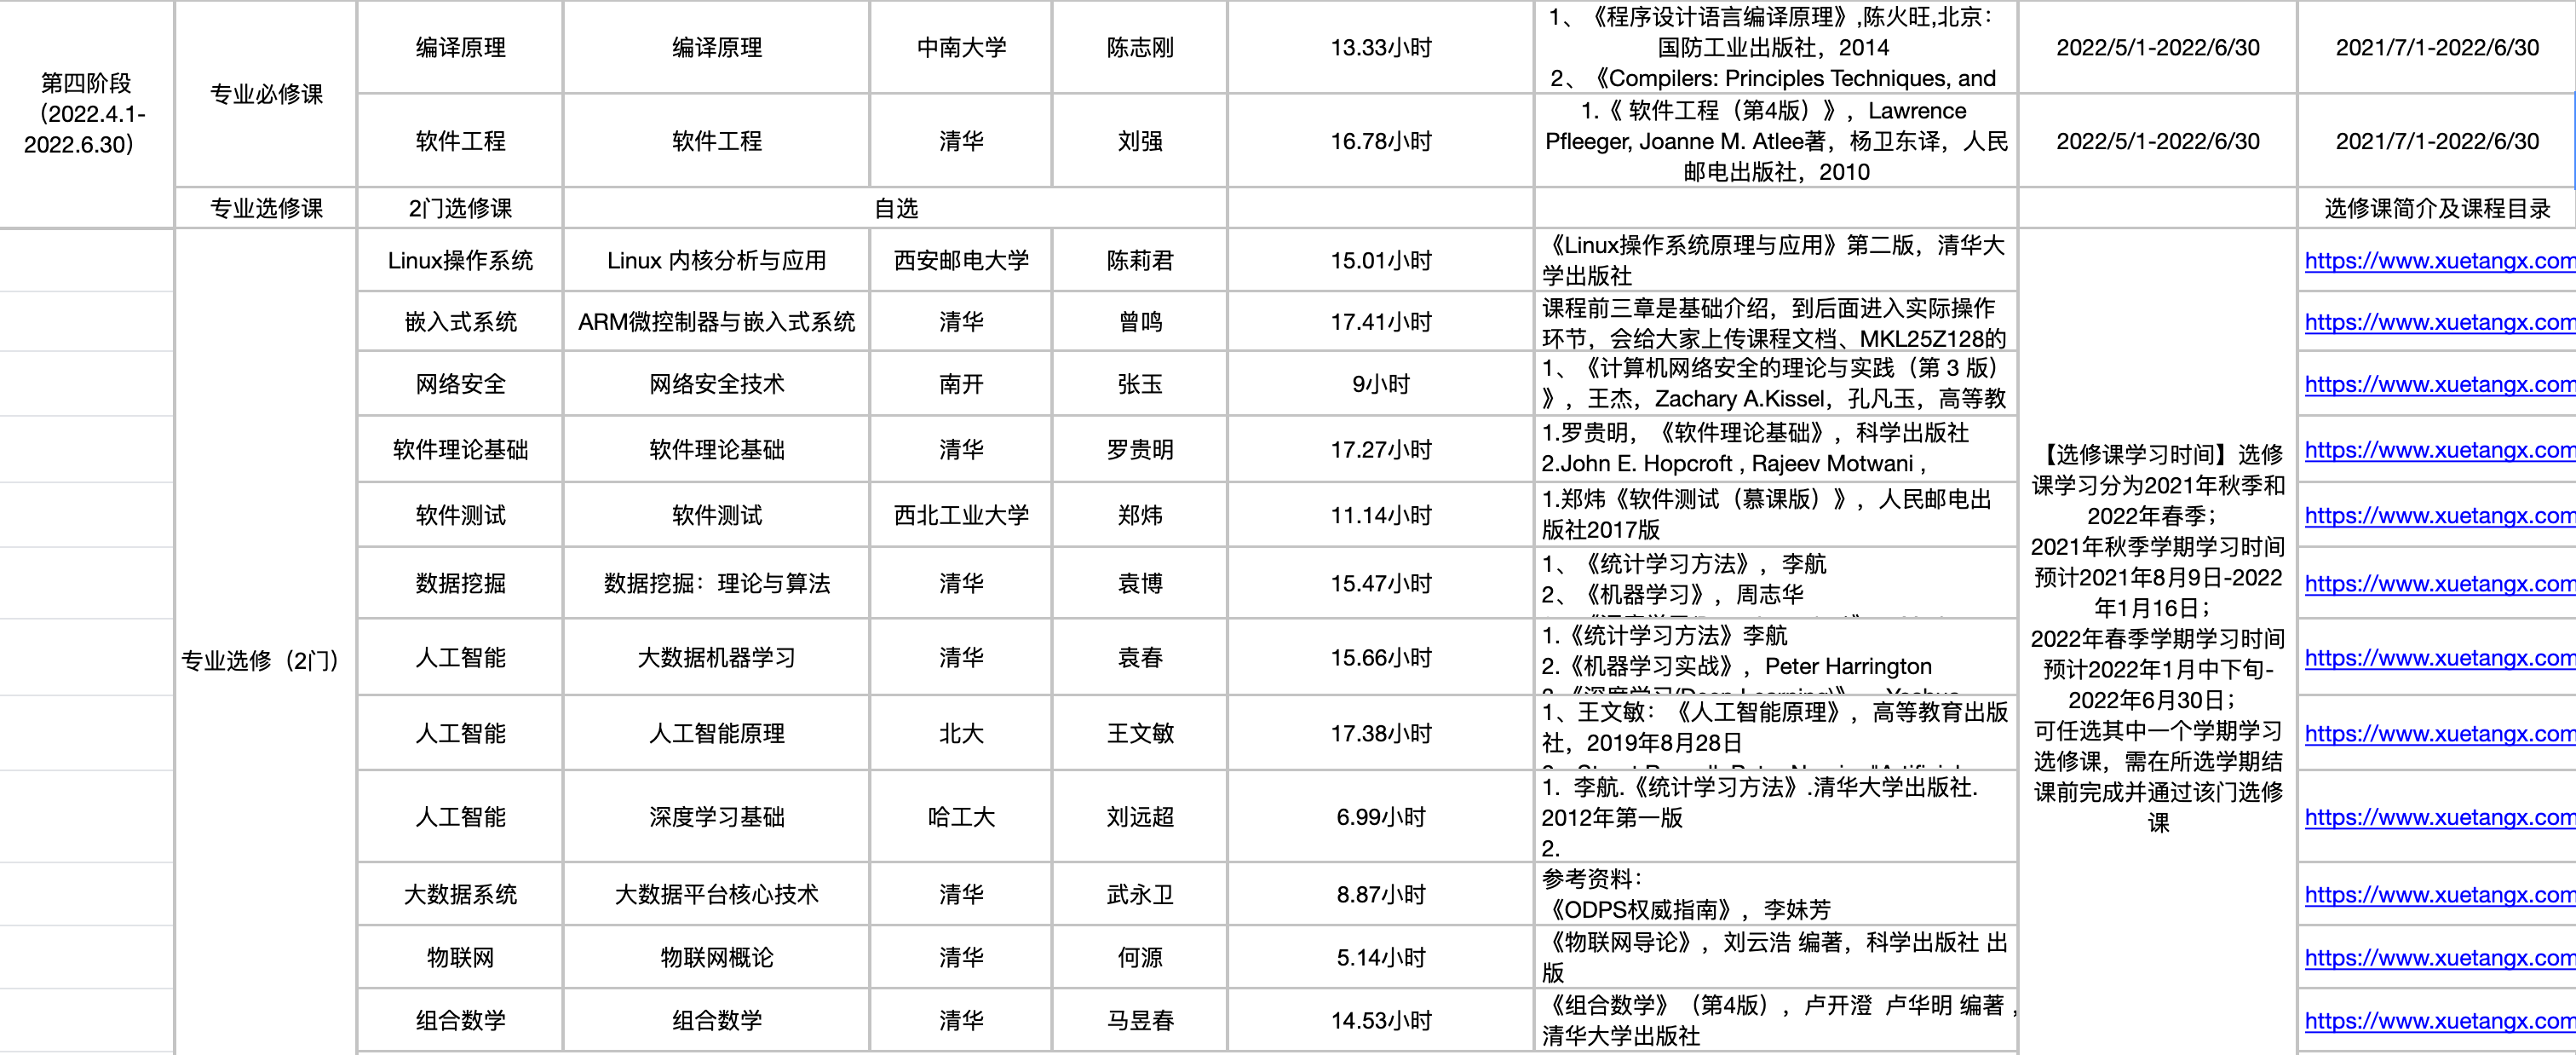 第四阶段
（2022.4.1-
2022.6.30）
专业必修课
编译原理
编译原理
中南大学
陈志刚
13.33小时
1、《程序设计语言编译原理》,陈火旺,北京：
国防工业出版社，2014
2、《Compilers: Principles Techniques, and
2022/5/1-2022/6/30
2021/7/1-2022/6/30
软件工程
软件工程
清华
刘强
16.78小时
1.《 软件工程（第4版）》，Lawrence
Pfleeger, Joanne M. Atlee著，杨卫东译，人民
邮电出版社，2010
2022/5/1-2022/6/30
2021/7/1-2022/6/30
专业选修课
2门选修课
自选
选修课简介及课程目录
专业选修（2门）
Linux操作系统
Linux 内核分析与应用
西安邮电大学
陈莉君
15.01小时
《Linux操作系统原理与应用》第二版，清华大
学出版社
https://www.xuetangx.com
嵌入式系统
ARM微控制器与嵌入式系统
清华
曾鸣
17.41小时
课程前三章是基础介绍，到后面进入实际操作
环节，会给大家上传课程文档、MKL25Z128的
https://www.xuetangx.com
网络安全
网络安全技术
南开
张玉
9小时
1、《计算机网络安全的理论与实践（第 3 版）
》，王杰，Zachary A.Kissel，孔凡玉，高等教
https://www.xuetangx.com
软件理论基础
软件理论基础
清华
罗贵明
17.27小时
1.罗贵明，《软件理论基础》，科学出版社
2.John E. Hopcroft , Rajeev Motwani ,
https://www.xuetangx.com
软件测试
软件测试
西北工业大学
郑炜
11.14小时
1.郑炜《软件测试（慕课版）》，人民邮电出
版社2017版
https://www.xuetangx.com
数据挖掘
数据挖掘：理论与算法
清华
袁博
15.47小时
1、《统计学习方法》，李航
2、《机器学习》，周志华
https://www.xuetangx.com
人工智能
大数据机器学习
清华
袁春
15.66小时
1.《统计学习方法》李航
2.《机器学习实战》，Peter Harrington
3.《深度学习(Deep Learning)》，Yoshua
https://www.xuetangx.com
人工智能
人工智能原理
北大
王文敏
17.38小时
1、王文敏：《人工智能原理》，高等教育出版
社，2019年8月28日
https://www.xuetangx.com
人工智能
深度学习基础
哈工大
刘远超
6.99小时
1. 李航.《统计学习方法》.清华大学出版社.
2012年第一版
2.
https://www.xuetangx.com
大数据系统
大数据平台核心技术
清华
武永卫
8.87小时
参考资料：
《ODPS权威指南》，李妹芳
https://www.xuetangx.com
物联网
物联网概论
清华
何源
5.14小时
《物联网导论》，刘云浩 编著，科学出版社 出
版
https://www.xuetangx.com
组合数学
组合数学
清华
马昱春
14.53小时
《组合数学》（第4版），卢开澄 卢华明 编著 ,
清华大学出版社
https://www.xuetangx.com
【选修课学习时间】选修
课学习分为2021年秋季和
2022年春季；
2021年秋季学期学习时间
预计2021年8月9日-2022
年1月16日；
2022年春季学期学习时间
预计2022年1月中下旬-
2022年6月30日；
可任选其中一个学期学习
选修课，需在所选学期结
课前完成并通过该门选修
课